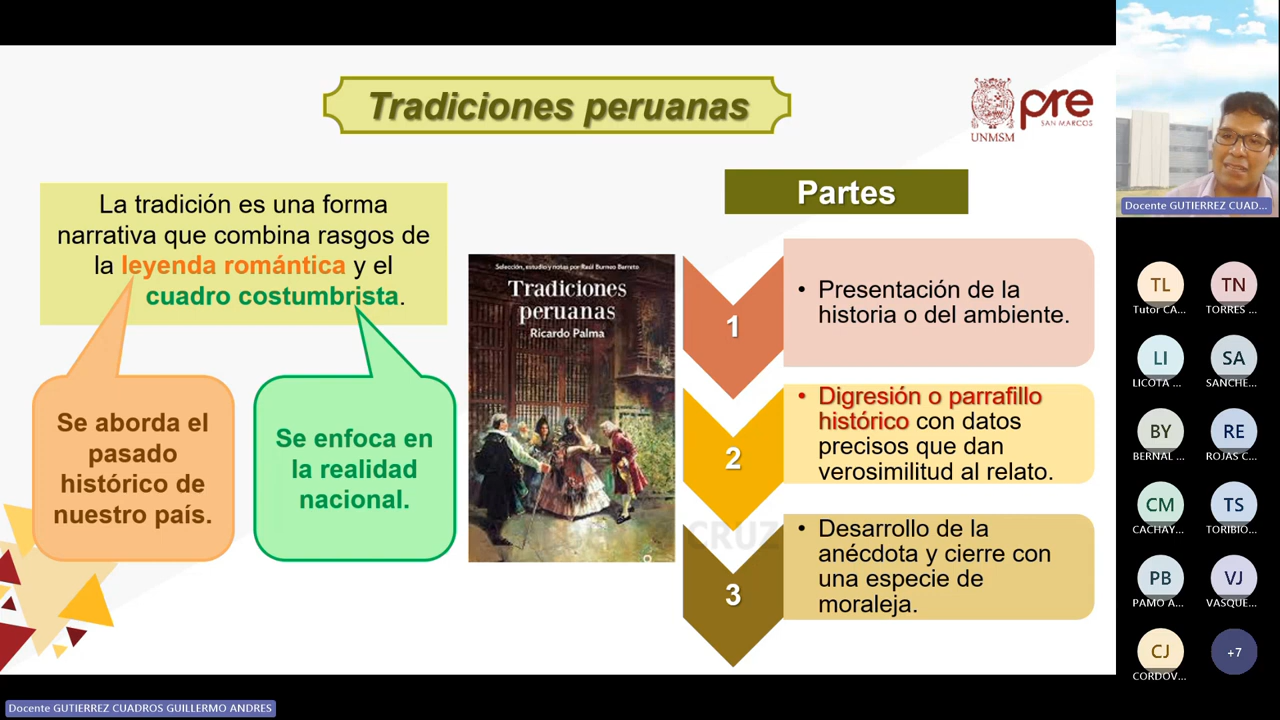 Tradiciones peruanas
UNMSM
pre
SAN MARCOS
La tradición es una forma
narrativa que combina rasgos de
la leyenda romántica y el
cuadro costumbrista.
Se aborda el
pasado
histórico de
nuestro país.
Se enfoca en
la realidad
nacional.
Selección, estudio y notas por Raúl Burneo Barreto
Tradiciones
peruanas
Ricardo Palma
Partes
1
• Presentación de la
historia o del ambiente.
2
• Digresión o parrafillo
histórico con datos
precisos que dan
verosimilitud al relato.
3
• Desarrollo de la
anécdota y cierre con
una especie de
moraleja.
CRUZ
Docente GUTIERREZ CUAD...
TL
Tutor CA...
TN
TORRES ...
LI
LICOTA ...
SA
SANCHE...
BY
BERNAL ...
RE
ROJAS C...
CM
CACHAY...
TS
TORIBIO...
PB
PAMO A...
VJ
VASQUE...
CJ
CORDOV...
+7
Docente GUTIERREZ CUADROS GUILLERMO ANDRES